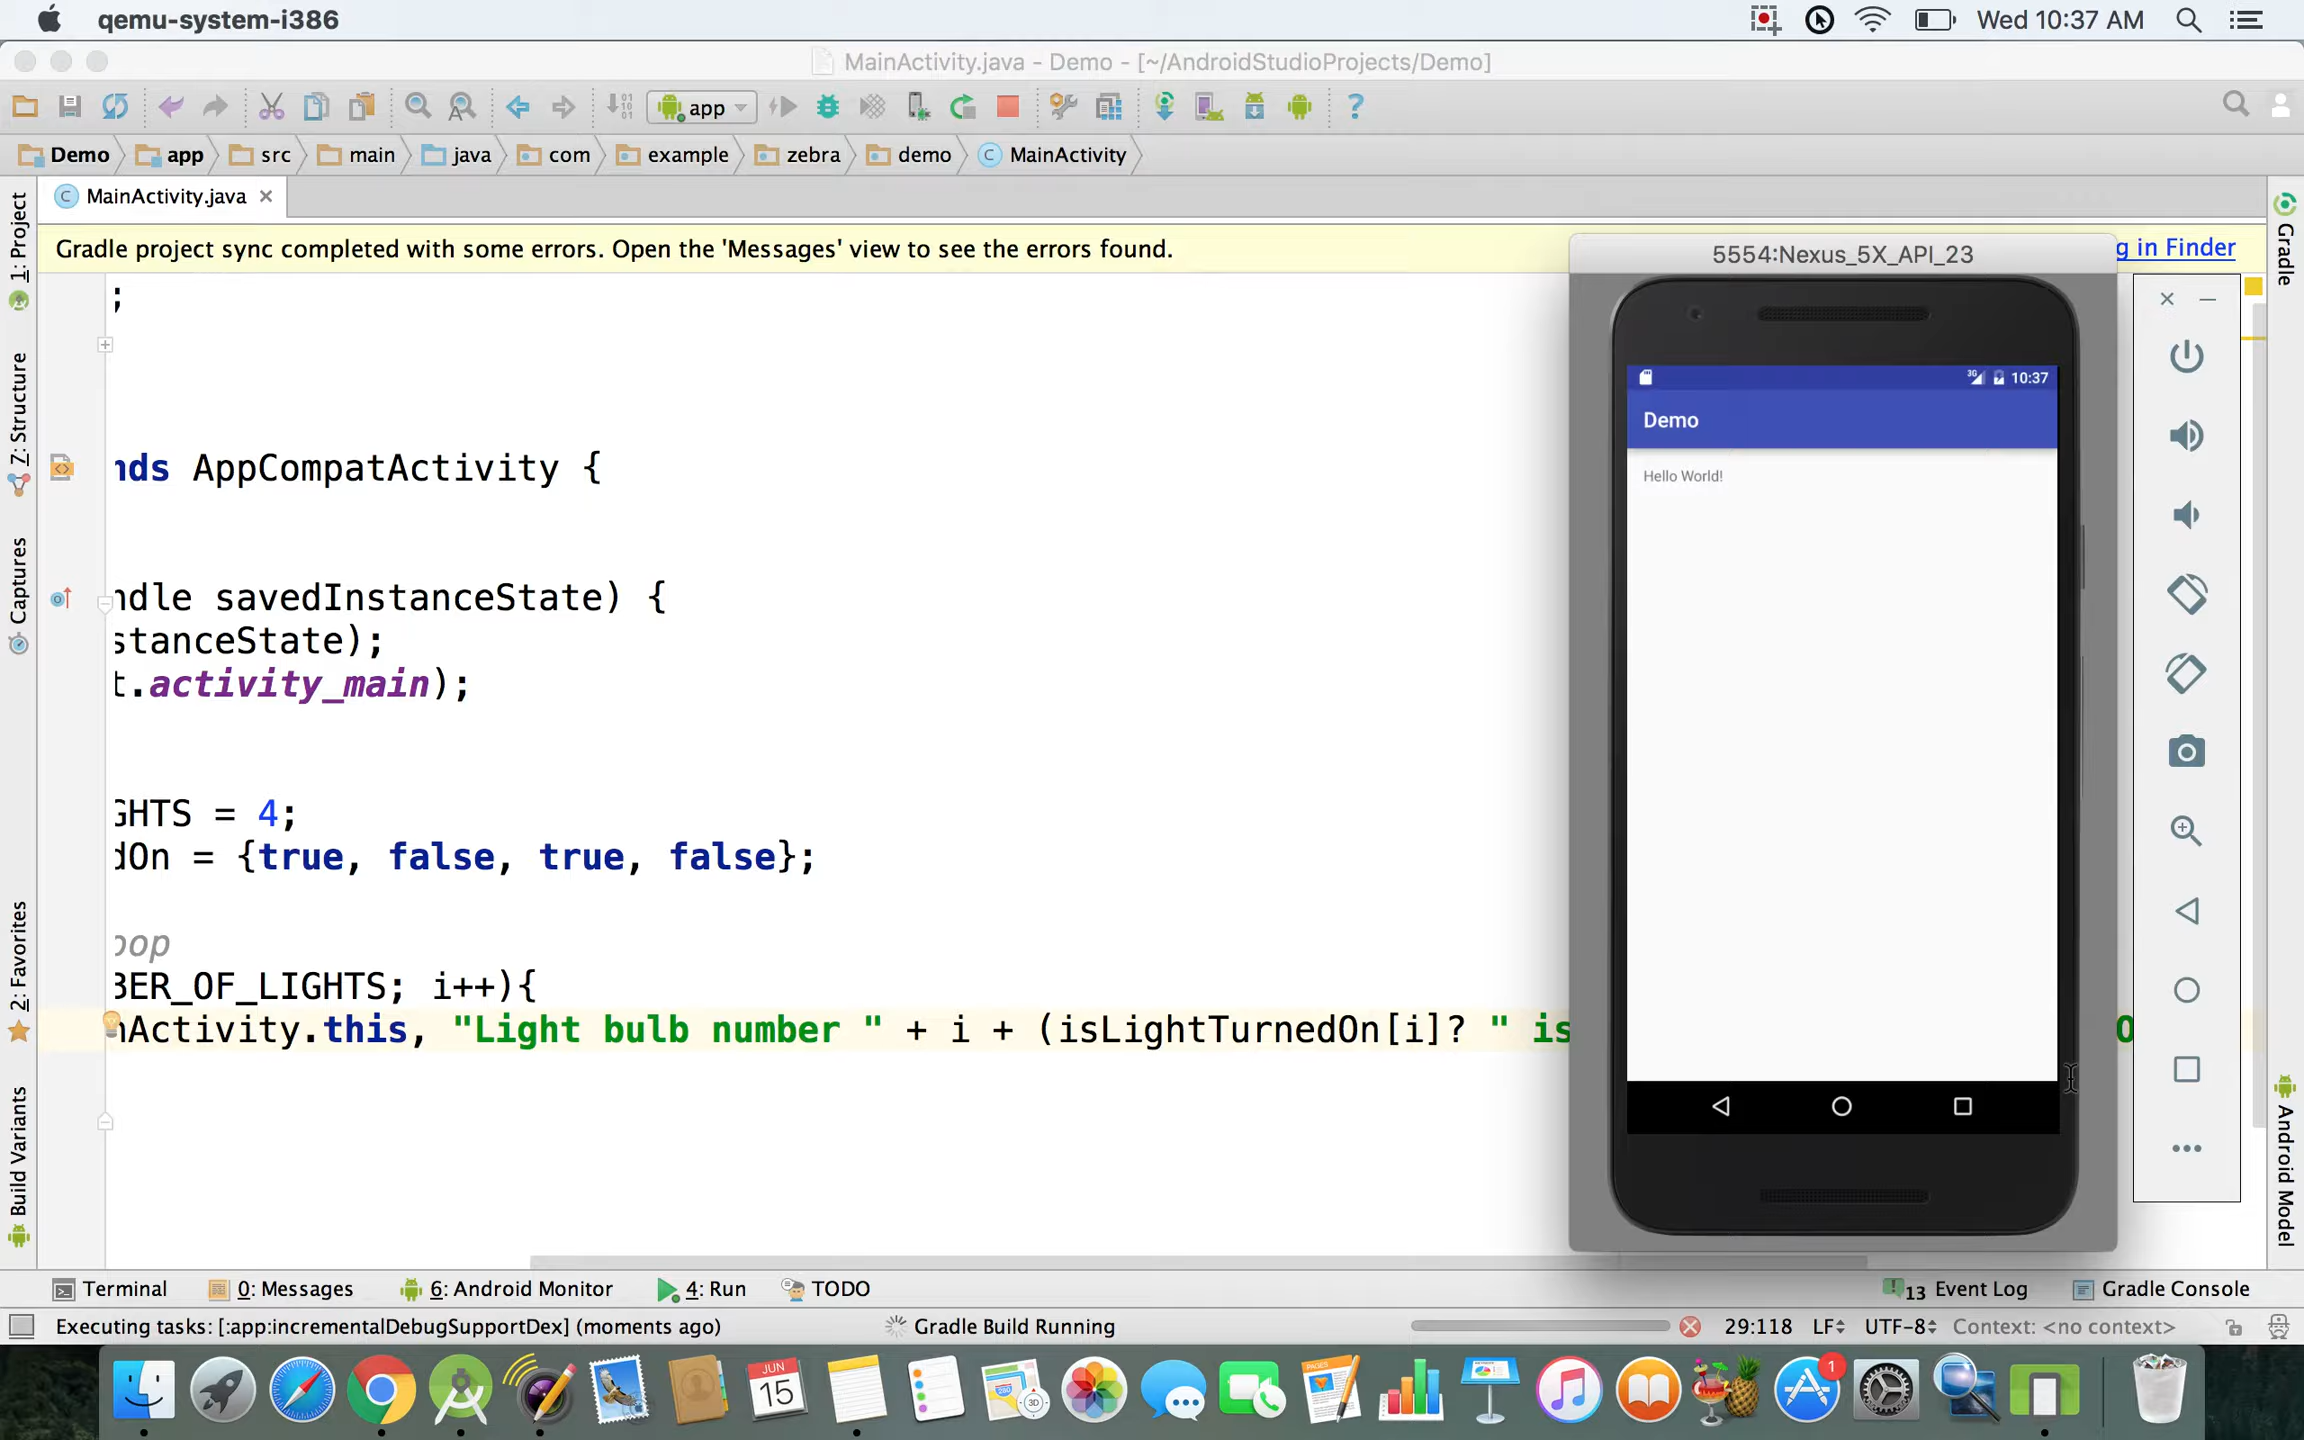 qemu-system-i386
Wed 10:37 AM
MainActivity.java - Demo - [~/AndroidStudioProjects/Demo]
app
Demo
app
src
main
java
com
example
zebra
demo
MainActivity
MainActivity.java
Gradle project sync completed with some errors. Open the 'Messages' view to see the errors found.
g in Finder
1: Project
7: Structure
Captures
2: Favorites
Build Variants
Gradle
Android Model
;
nds AppCompatActivity {
ndle savedInstanceState) {
stanceState);
t.activity_main);
GHTS = 4;
dOn = {true, false, true, false};
oop
BER_OF_LIGHTS; i++){
nActivity.this, "Light bulb number " + i + (isLightTurnedOn[i]? " is
5554:Nexus_5X_API_23
3G
10:37
Demo
Hello World!
Terminal
0: Messages
6: Android Monitor
4: Run
TODO
13 Event Log
Gradle Console
Executing tasks: [:app:incrementalDebugSupportDex] (moments ago)
Gradle Build Running
29:118
LF
UTF-8
Context: <no context>
JUN
15
PAGES
280
3D
1